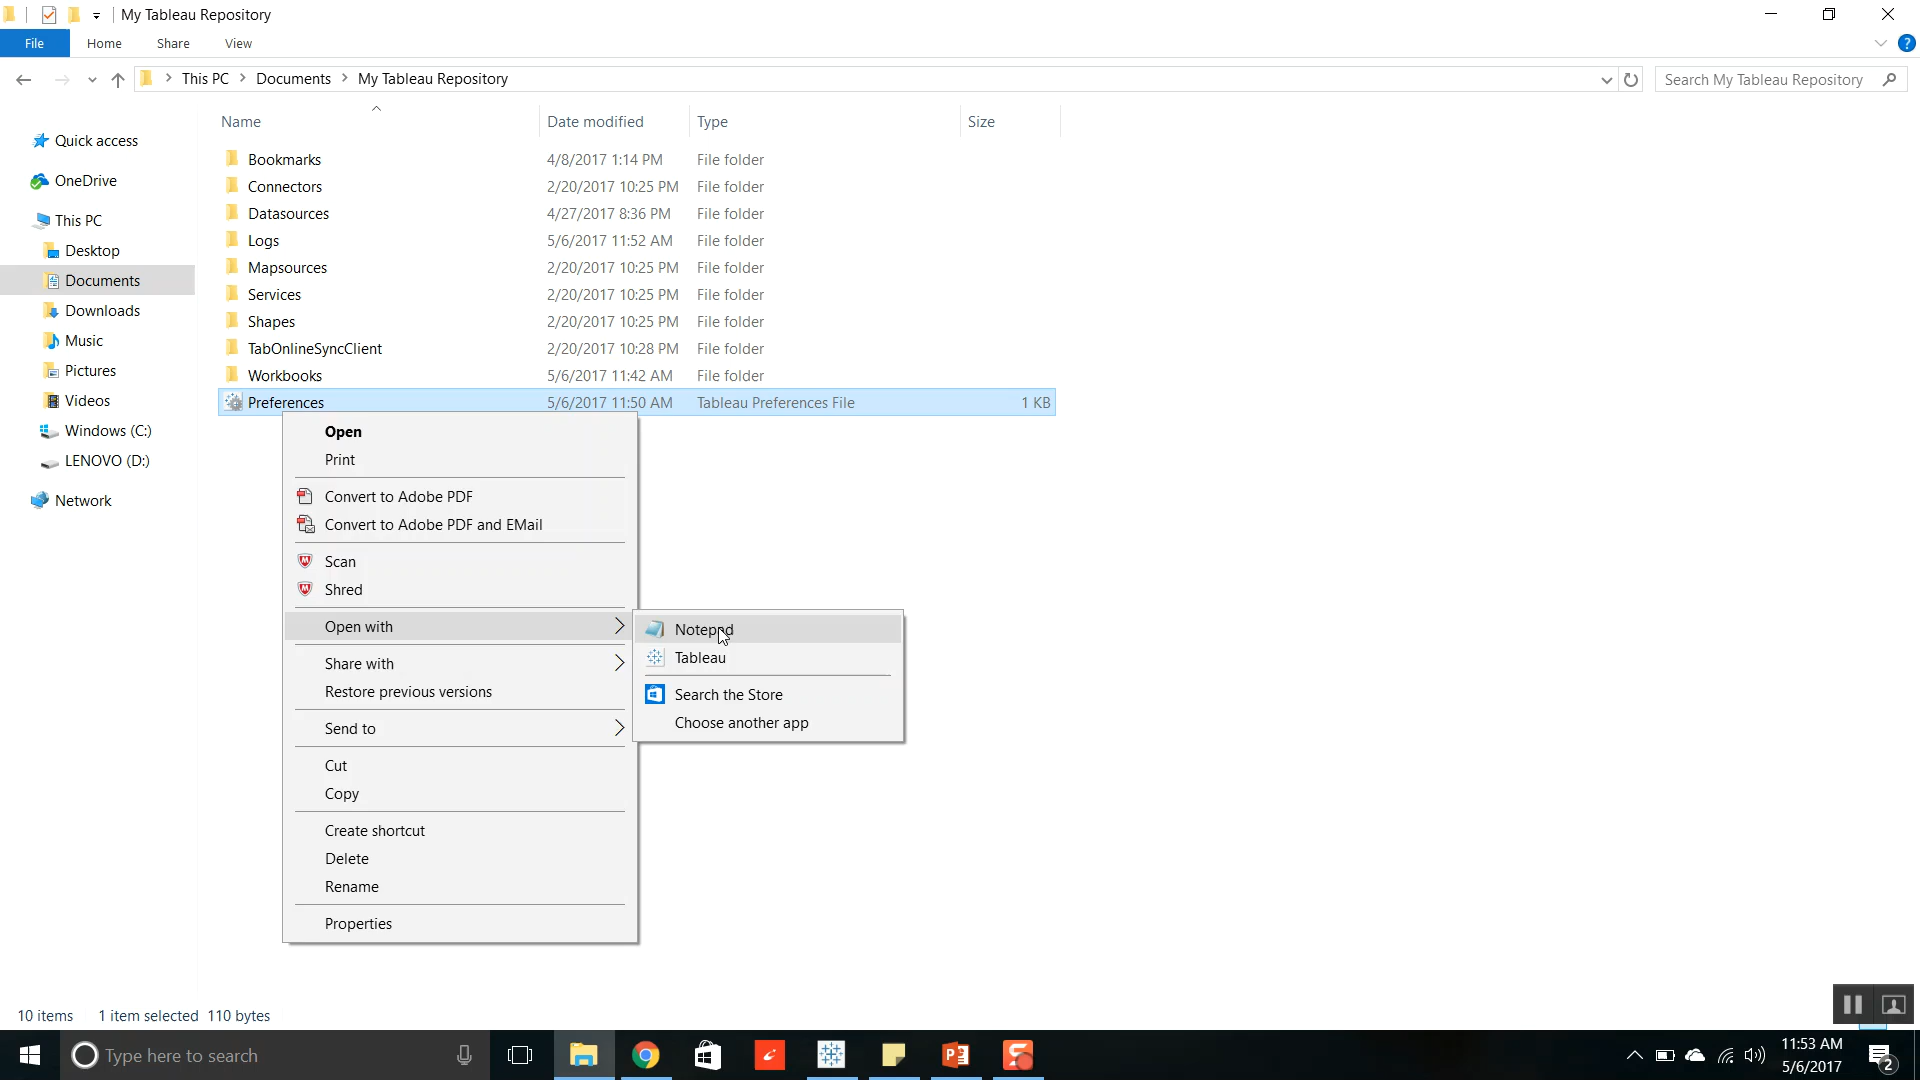 My Tableau Repository
File Home Share View
This PC Documents My Tableau Repository Search My Tableau Repository
Name Date modified Type Size
Quick access
OneDrive
This PC
Desktop
Documents
Downloads
Music
Pictures
Videos
Windows (C:)
LENOVO (D:)
Network
Bookmarks 4/8/2017 1:14 PM File folder
Connectors 2/20/2017 10:25 PM File folder
Datasources 4/27/2017 8:36 PM File folder
Logs 5/6/2017 11:52 AM File folder
Mapsources 2/20/2017 10:25 PM File folder
Services 2/20/2017 10:25 PM File folder
Shapes 2/20/2017 10:25 PM File folder
TabOnlineSyncClient 2/20/2017 10:28 PM File folder
Workbooks 5/6/2017 11:42 AM File folder
Preferences 5/6/2017 11:50 AM Tableau Preferences File 1 KB
Open
Print
Convert to Adobe PDF
Convert to Adobe PDF and EMail
Scan
Shred
Open with
Share with
Restore previous versions
Send to
Cut
Copy
Create shortcut
Delete
Rename
Properties
Notepad
Tableau
Search the Store
Choose another app
10 items 1 item selected 110 bytes
Type here to search
11:53 AM
5/6/2017
2